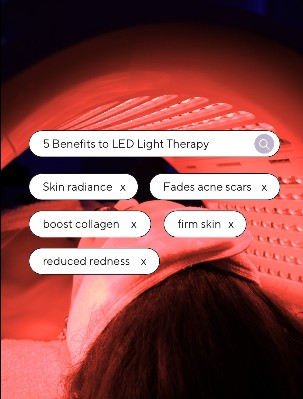 5 Benefits to LED Light Therapy
Skin radiance x Fades acne scars x
boost collagen x firm skin x
reduced redness x